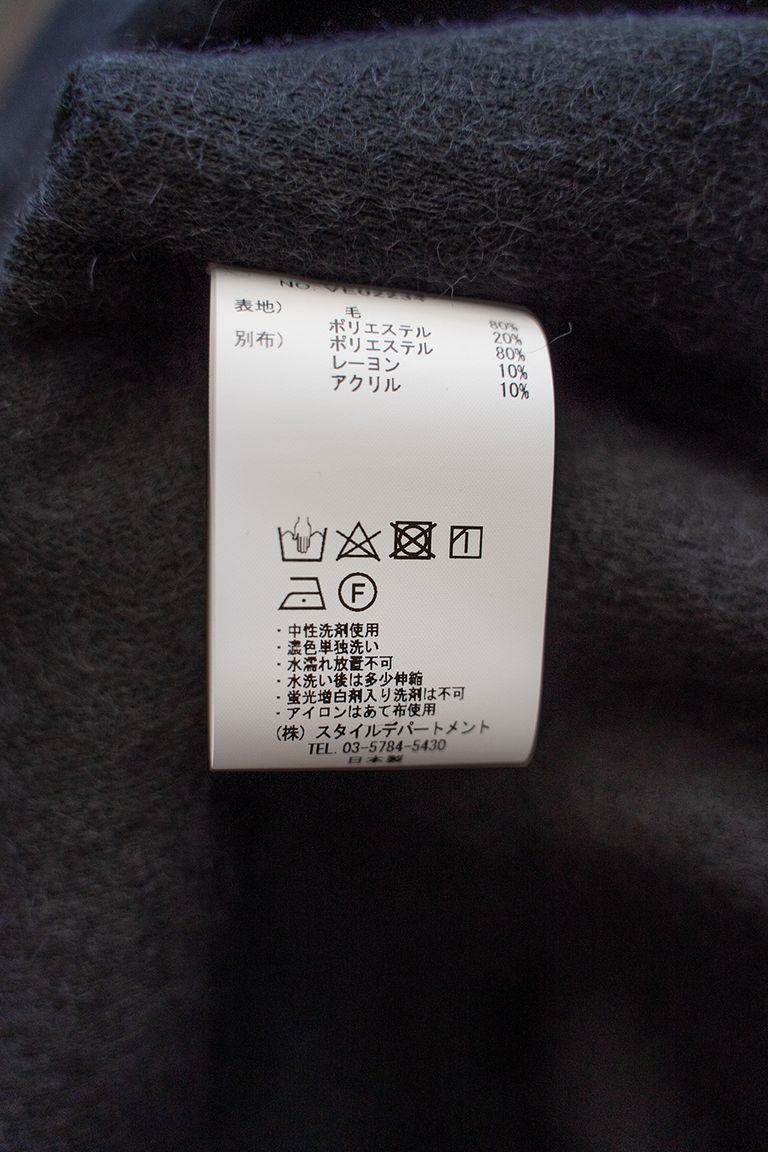 NO. VE02234
表地) 毛 80%
ポリエステル 20%
別布) ポリエステル 80%
レーヨン 10%
アクリル 10%
F
・中性洗剤使用
・濃色単独洗い
・水濡れ放置不可
・水洗い後は多少伸縮
・蛍光増白剤入り洗剤は不可
・アイロンはあて布使用
(株) スタイルデパートメント
TEL. 03-5784-5430
日本製